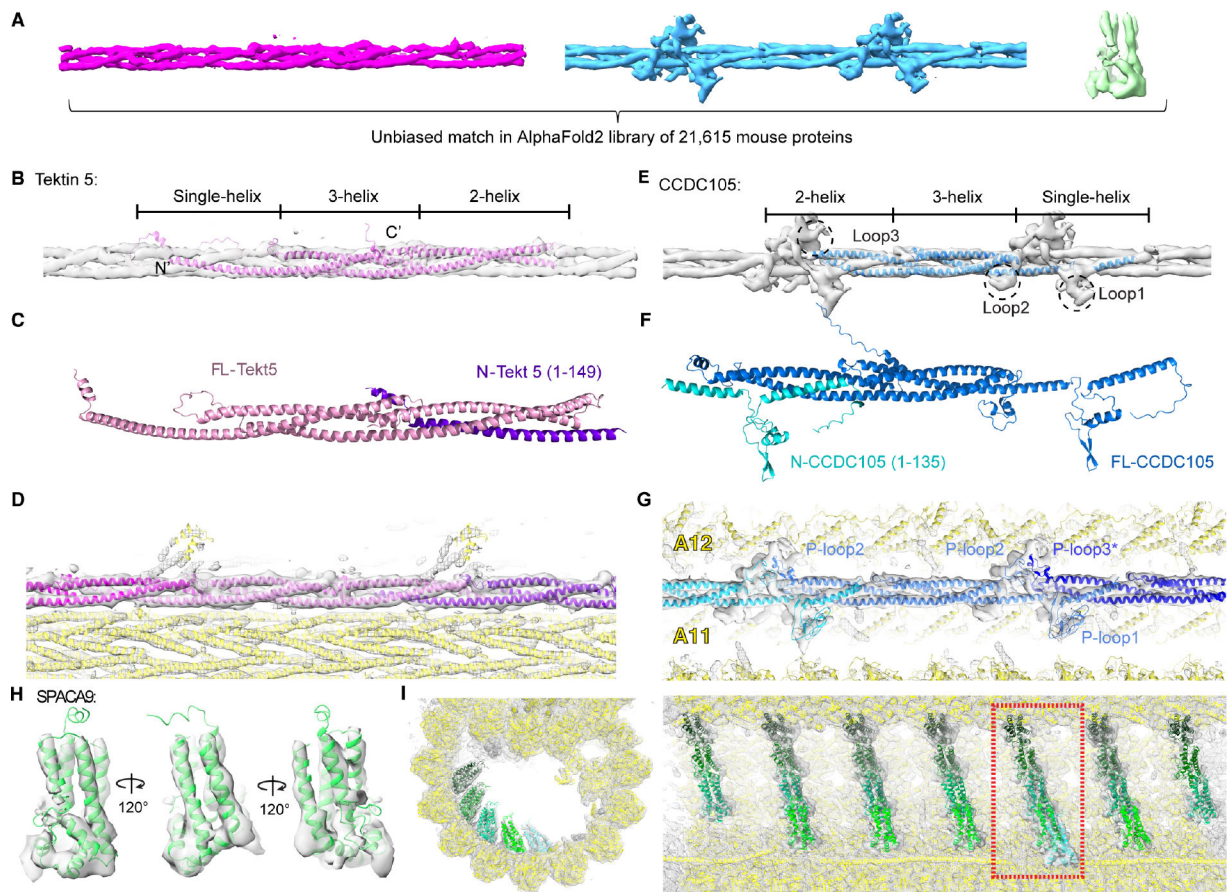 A
Unbiased match in AlphaFold2 library of 21,615 mouse proteins
B Tektin 5:
Single-helix 3-helix 2-helix
C'
N'
C
FL-Tekt5 N-Tekt 5 (1-149)
D
E CCDC105:
2-helix 3-helix Single-helix
Loop3
Loop2 Loop1
F
N-CCDC105 (1-135) FL-CCDC105
G
A12 P-loop2 P-loop2 P-loop3*
A11 P-loop1
H SPACA9:
120° 120°
I